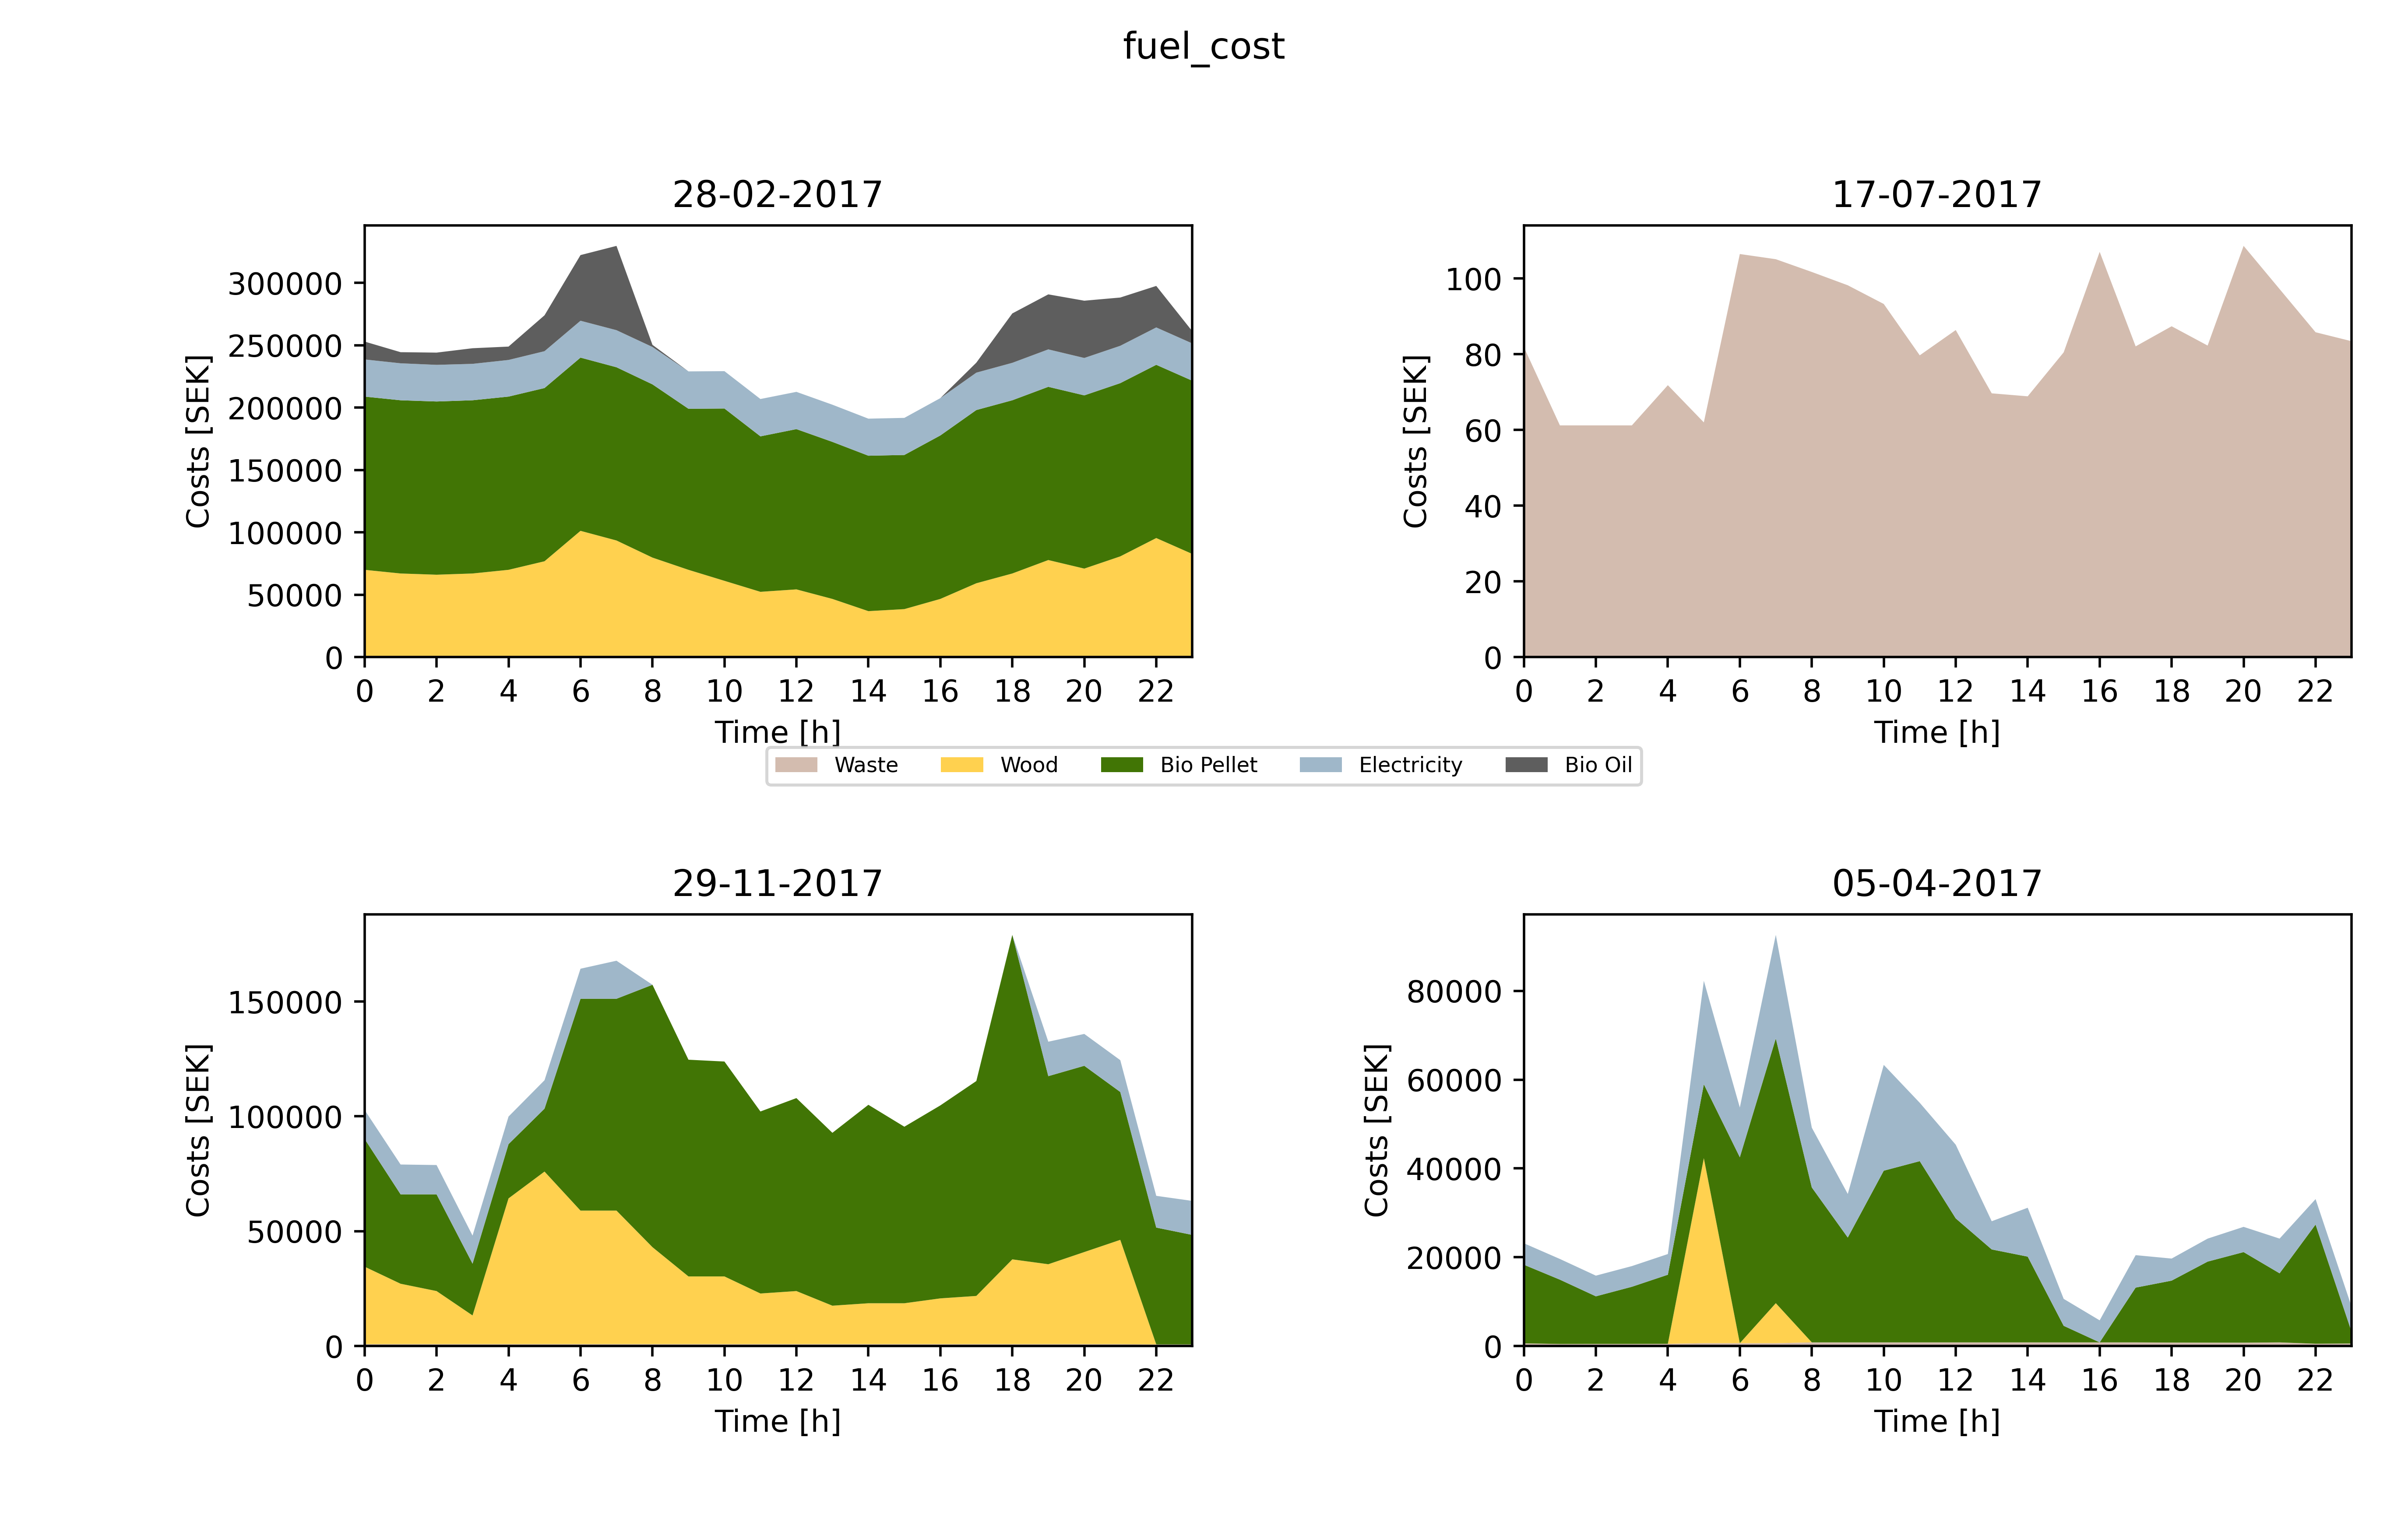 fuel_cost
28-02-2017
Costs [SEK]
300000
250000
200000
150000
100000
50000
0
0 2 4 6 8 10 12 14 16 18 20 22
Time [h]
17-07-2017
Costs [SEK]
100
80
60
40
20
0
0 2 4 6 8 10 12 14 16 18 20 22
Time [h]
Waste Wood Bio Pellet Electricity Bio Oil
29-11-2017
Costs [SEK]
150000
100000
50000
0
0 2 4 6 8 10 12 14 16 18 20 22
Time [h]
05-04-2017
Costs [SEK]
80000
60000
40000
20000
0
0 2 4 6 8 10 12 14 16 18 20 22
Time [h]